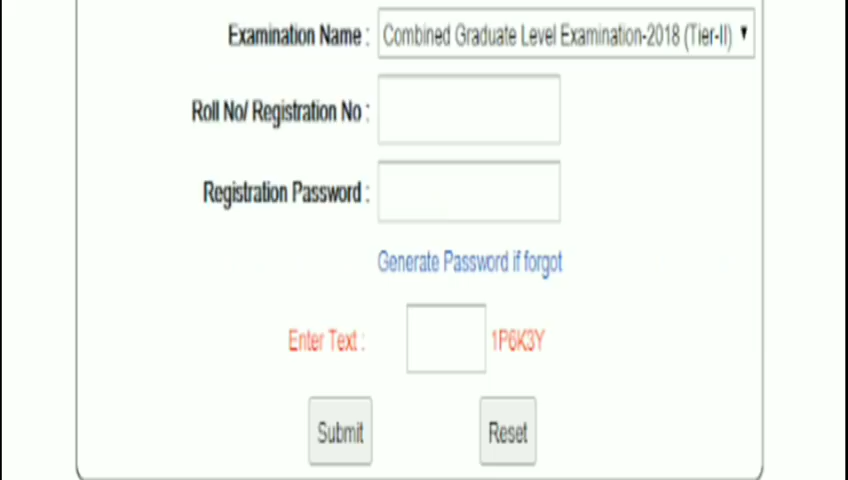 Examination Name : Combined Graduate Level Examination-2018 (Tier-II)
Roll No/ Registration No :
Registration Password :
Generate Password if forgot
Enter Text : 1P6K3Y
Submit Reset